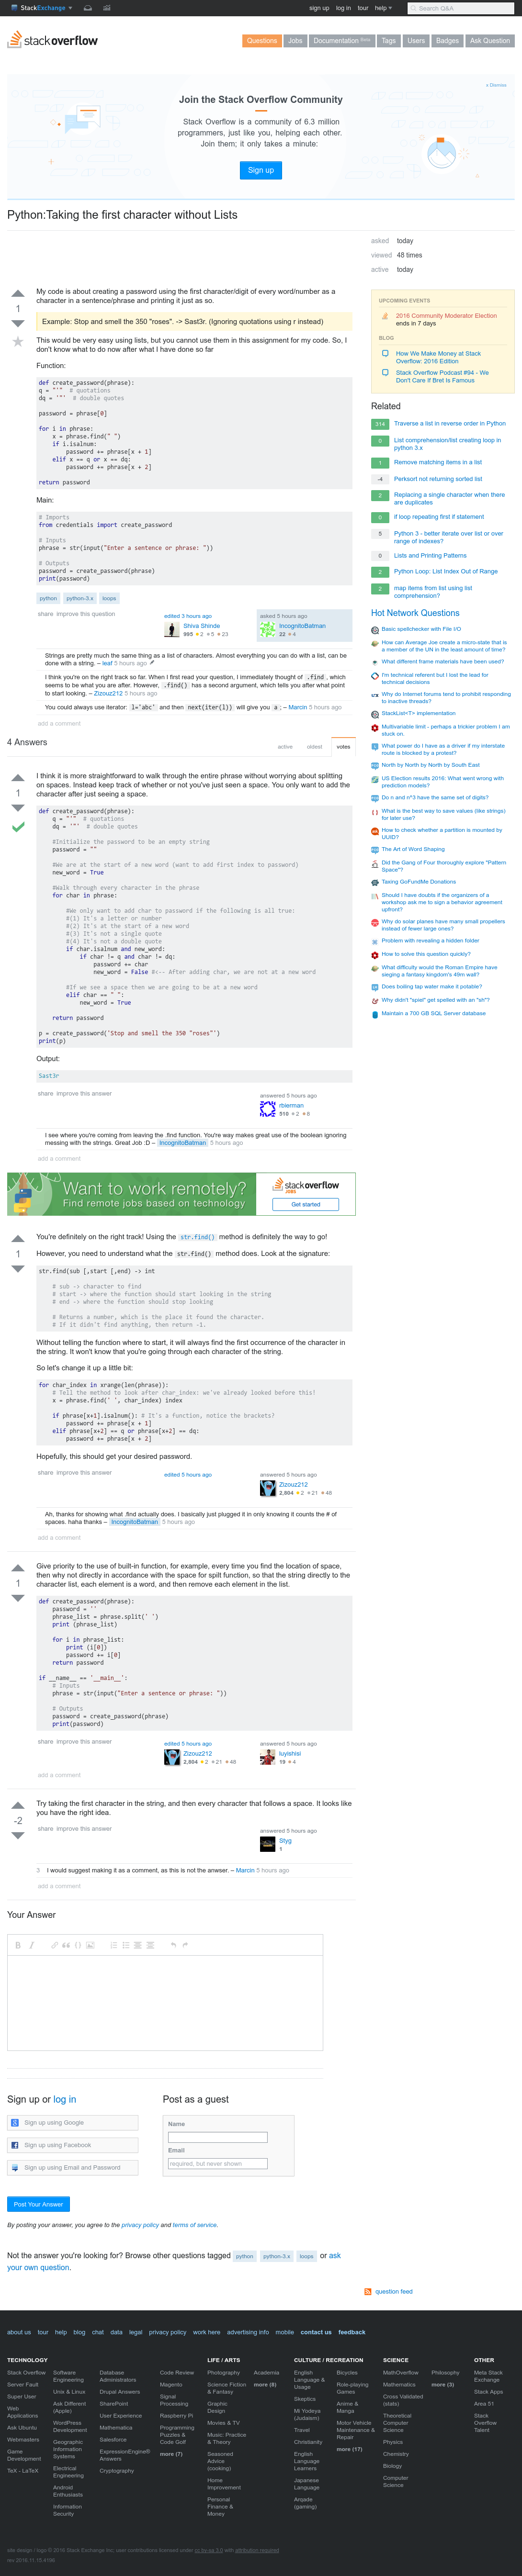 StackExchange
sign up log in tour help
Search Q&A
stackoverflow
Questions Jobs Documentation Beta Tags Users Badges Ask Question
x Dismiss
Join the Stack Overflow Community
Stack Overflow is a community of 6.3 million
programmers, just like you, helping each other.
Join them; it only takes a minute:
Sign up
Python:Taking the first character without Lists
asked today
viewed 48 times
active today
1
My code is about creating a password using the first character/digit of every word/number as a
character in a sentence/phrase and printing it just as so.
Example: Stop and smell the 350 "roses". -> Sast3r. (Ignoring quotations using r instead)
This would be very easy using lists, but you cannot use them in this assignment for my code. So, I
don't know what to do now after what I have done so far
Function:
def create_password(phrase):
q = "'" # quotations
dq = '"' # double quotes
password = phrase[0]
for i in phrase:
x = phrase.find(" ")
if i.isalnum:
password += phrase[x + 1]
elif x == q or x == dq:
password += phrase[x + 2]
return password
Main:
# Imports
from credentials import create_password
# Inputs
phrase = str(input("Enter a sentence or phrase: "))
# Outputs
password = create_password(phrase)
print(password)
python python-3.x loops
share improve this question
edited 3 hours ago
Shiva Shinde
995 2 5 23
asked 5 hours ago
IncognitoBatman
22 4
Strings are pretty much the same thing as a list of characters. Almost everything you can do with a list, can be
done with a string. – leaf 5 hours ago
I think you're on the right track so far. When I first read your question, I immediately thought of .find, which
seems to be what you are after. However, .find() has a second argument, which I think is what you're wanting
to start looking. – Zizouz212 5 hours ago
You could always use l='abc' and then next(iter(l)) will give you a ; – Marcin 5 hours ago
add a comment
4 Answers
active oldest votes
1
I think it is more straightforward to walk through the entire phrase without worrying about splitting
on spaces. Instead keep track of whether you've just seen a space. You only want to add the
character after just seeing a space.
def create_password(phrase):
q = "'" # quotations
dq = '"' # double quotes
#Initialize the password to be an empty string
password = ""
#We are at the start of a new word (want to add first index to password)
new_word = True
#Walk through every character in the phrase
for char in phrase:
#We only want to add char to password if the following is all true:
#(1) It's a letter or number
#(2) It's at the start of a new word
#(3) It's not a single quote
#(4) It's not a double quote
if char.isalnum and new_word:
if char != q and char != dq:
password += char
new_word = False #<-- After adding char, we are not at a new word
#If we see a space then we are going to be at a new word
elif char == " ":
new_word = True
return password
p = create_password('Stop and smell the 350 "roses"')
print(p)
Output:
Sast3r
share improve this answer
answered 5 hours ago
rbierman
510 2 8
I see where you're coming from leaving the .find function. You're way makes great use of the boolean ignoring
messing with the strings. Great Job :D – IncognitoBatman 5 hours ago
add a comment
Want to work remotely?
Find remote jobs based on technology
stackoverflow
JOBS
Get started
1
You're definitely on the right track! Using the str.find() method is definitely the way to go!
However, you need to understand what the str.find() method does. Look at the signature:
str.find(sub [,start [,end) -> int
# sub -> character to find
# start -> where the function should start looking in the string
# end -> where the function should stop looking
# Returns a number, which is the place it found the character.
# If it didn't find anything, then return -1.
Without telling the function where to start, it will always find the first occurrence of the character in
the string. It won't know that you're going through each character of the string.
So let's change it up a little bit:
for char_index in xrange(len(phrase)):
# Tell the method to look after char_index: we've already looked before this!
x = phrase.find(' ', char_index) index
if phrase[x+1].isalnum(): # It's a function, notice the brackets?
password += phrase[x + 1]
elif phrase[x+2] == q or phrase[x+2] == dq:
password += phrase[x + 2]
Hopefully, this should get your desired password.
share improve this answer
edited 5 hours ago
answered 5 hours ago
Zizouz212
2,804 2 21 48
Ah, thanks for showing what .find actually does. I basically just plugged it in only knowing it counts the # of
spaces. haha thanks – IncognitoBatman 5 hours ago
add a comment
1
Give priority to the use of built-in function, for example, every time you find the location of space,
then why not directly in accordance with the space for spilt function, so that the string directly to the
character list, each element is a word, and then remove each element in the list.
def create_password(phrase):
password = ''
phrase_list = phrase.split(' ')
print (phrase_list)
for i in phrase_list:
print (i[0])
password += i[0]
return password
if __name__ == '__main__':
# Inputs
phrase = str(input("Enter a sentence or phrase: "))
# Outputs
password = create_password(phrase)
print(password)
share improve this answer
edited 5 hours ago
Zizouz212
2,804 2 21 48
answered 5 hours ago
luyishisi
19 4
add a comment
-2
Try taking the first character in the string, and then every character that follows a space. It looks like
you have the right idea.
share improve this answer
answered 5 hours ago
Styg
1
I would suggest making it as a comment, as this is not the anwser. – Marcin 5 hours ago
add a comment
Your Answer
Sign up or log in
Sign up using Google
Sign up using Facebook
Sign up using Email and Password
Post as a guest
Name
Email
required, but never shown
Post Your Answer
By posting your answer, you agree to the privacy policy and terms of service.
Not the answer you're looking for? Browse other questions tagged python python-3.x loops or ask
your own question.
UPCOMING EVENTS
2016 Community Moderator Election
ends in 7 days
BLOG
How We Make Money at Stack
Overflow: 2016 Edition
Stack Overflow Podcast #94 - We
Don't Care If Bret Is Famous
Related
314 Traverse a list in reverse order in Python
0 List comprehension/list creating loop in
python 3.x
1 Remove matching items in a list
-4 Perksort not returning sorted list
2 Replacing a single character when there
are duplicates
0 if loop repeating first if statement
5 Python 3 - better iterate over list or over
range of indexes?
0 Lists and Printing Patterns
2 Python Loop: List Index Out of Range
2 map items from list using list
comprehension?
Hot Network Questions
Basic spellchecker with File I/O
How can Average Joe create a micro-state that is
a member of the UN in the least amount of time?
What different frame materials have been used?
I'm technical referent but I lost the lead for
technical decisions
Why do Internet forums tend to prohibit responding
to inactive threads?
StackList<T> implementation
Multivariable limit - perhaps a trickier problem I am
stuck on.
What power do I have as a driver if my interstate
route is blocked by a protest?
North by North by North by South East
US Election results 2016: What went wrong with
prediction models?
Do n and n^3 have the same set of digits?
What is the best way to save values (like strings)
for later use?
How to check whether a partition is mounted by
UUID?
The Art of Word Shaping
Did the Gang of Four thoroughly explore "Pattern
Space"?
Taxing GoFundMe Donations
Should I have doubts if the organizers of a
workshop ask me to sign a behavior agreement
upfront?
Why do solar planes have many small propellers
instead of fewer large ones?
Problem with revealing a hidden folder
How to solve this question quickly?
What difficulty would the Roman Empire have
sieging a fantasy kingdom's 49m wall?
Does boiling tap water make it potable?
Why didn't "spiel" get spelled with an "sh"?
Maintain a 700 GB SQL Server database
question feed
about us tour help blog chat data legal privacy policy work here advertising info mobile contact us feedback
TECHNOLOGY
Stack Overflow
Server Fault
Super User
Web
Applications
Ask Ubuntu
Webmasters
Game
Development
TeX - LaTeX
Software
Engineering
Unix & Linux
Ask Different
(Apple)
WordPress
Development
Geographic
Information
Systems
Electrical
Engineering
Android
Enthusiasts
Information
Security
Database
Administrators
Drupal Answers
SharePoint
User Experience
Mathematica
Salesforce
ExpressionEngine®
Answers
Cryptography
Code Review
Magento
Signal
Processing
Raspberry Pi
Programming
Puzzles &
Code Golf
more (7)
LIFE / ARTS
Photography
Science Fiction
& Fantasy
Graphic
Design
Movies & TV
Music: Practice
& Theory
Seasoned
Advice
(cooking)
Home
Improvement
Personal
Finance &
Money
Academia
more (8)
CULTURE / RECREATION
English
Language &
Usage
Skeptics
Mi Yodeya
(Judaism)
Travel
Christianity
English
Language
Learners
Japanese
Language
Arqade
(gaming)
Bicycles
Role-playing
Games
Anime &
Manga
Motor Vehicle
Maintenance &
Repair
more (17)
SCIENCE
MathOverflow
Mathematics
Cross Validated
(stats)
Theoretical
Computer
Science
Physics
Chemistry
Biology
Computer
Science
Philosophy
more (3)
OTHER
Meta Stack
Exchange
Stack Apps
Area 51
Stack
Overflow
Talent
site design / logo © 2016 Stack Exchange Inc; user contributions licensed under cc by-sa 3.0 with attribution required
rev 2016.11.15.4196